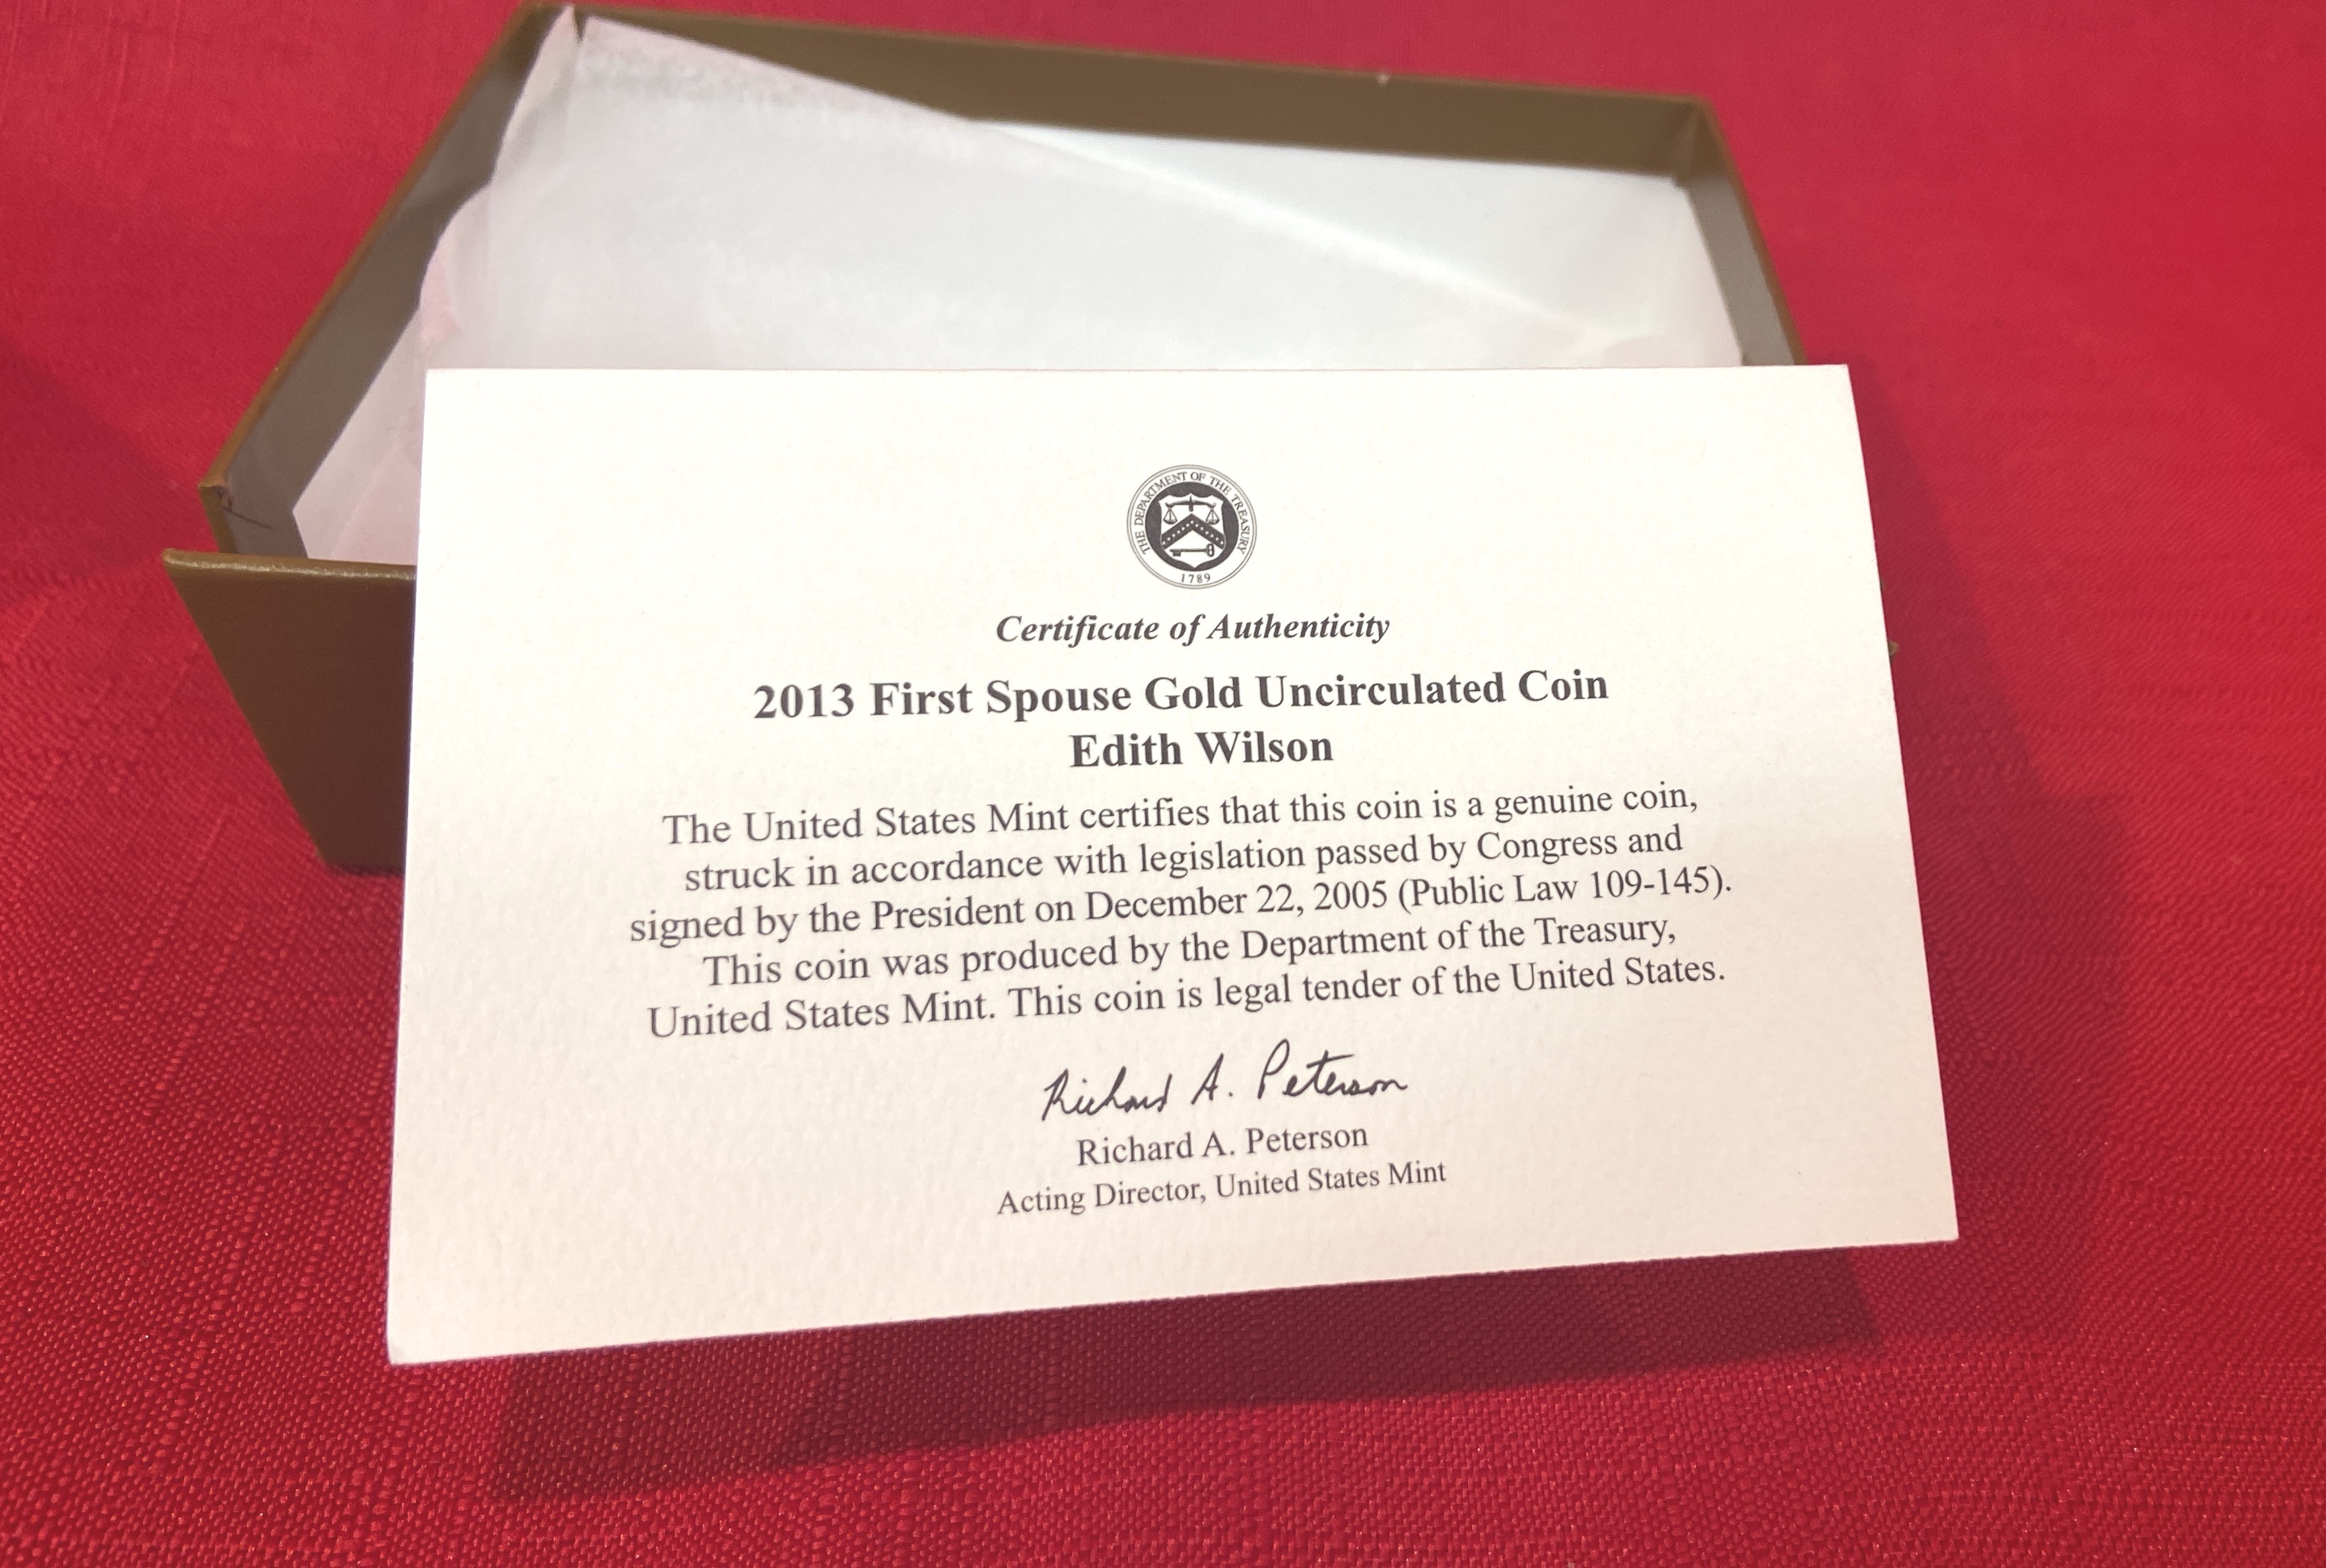 THE DEPARTMENT OF THE TREASURY
1789
Certificate of Authenticity
2013 First Spouse Gold Uncirculated Coin
Edith Wilson
The United States Mint certifies that this coin is a genuine coin,
struck in accordance with legislation passed by Congress and
signed by the President on December 22, 2005 (Public Law 109-145).
This coin was produced by the Department of the Treasury,
United States Mint. This coin is legal tender of the United States.
Richard A. Peterson
Richard A. Peterson
Acting Director, United States Mint